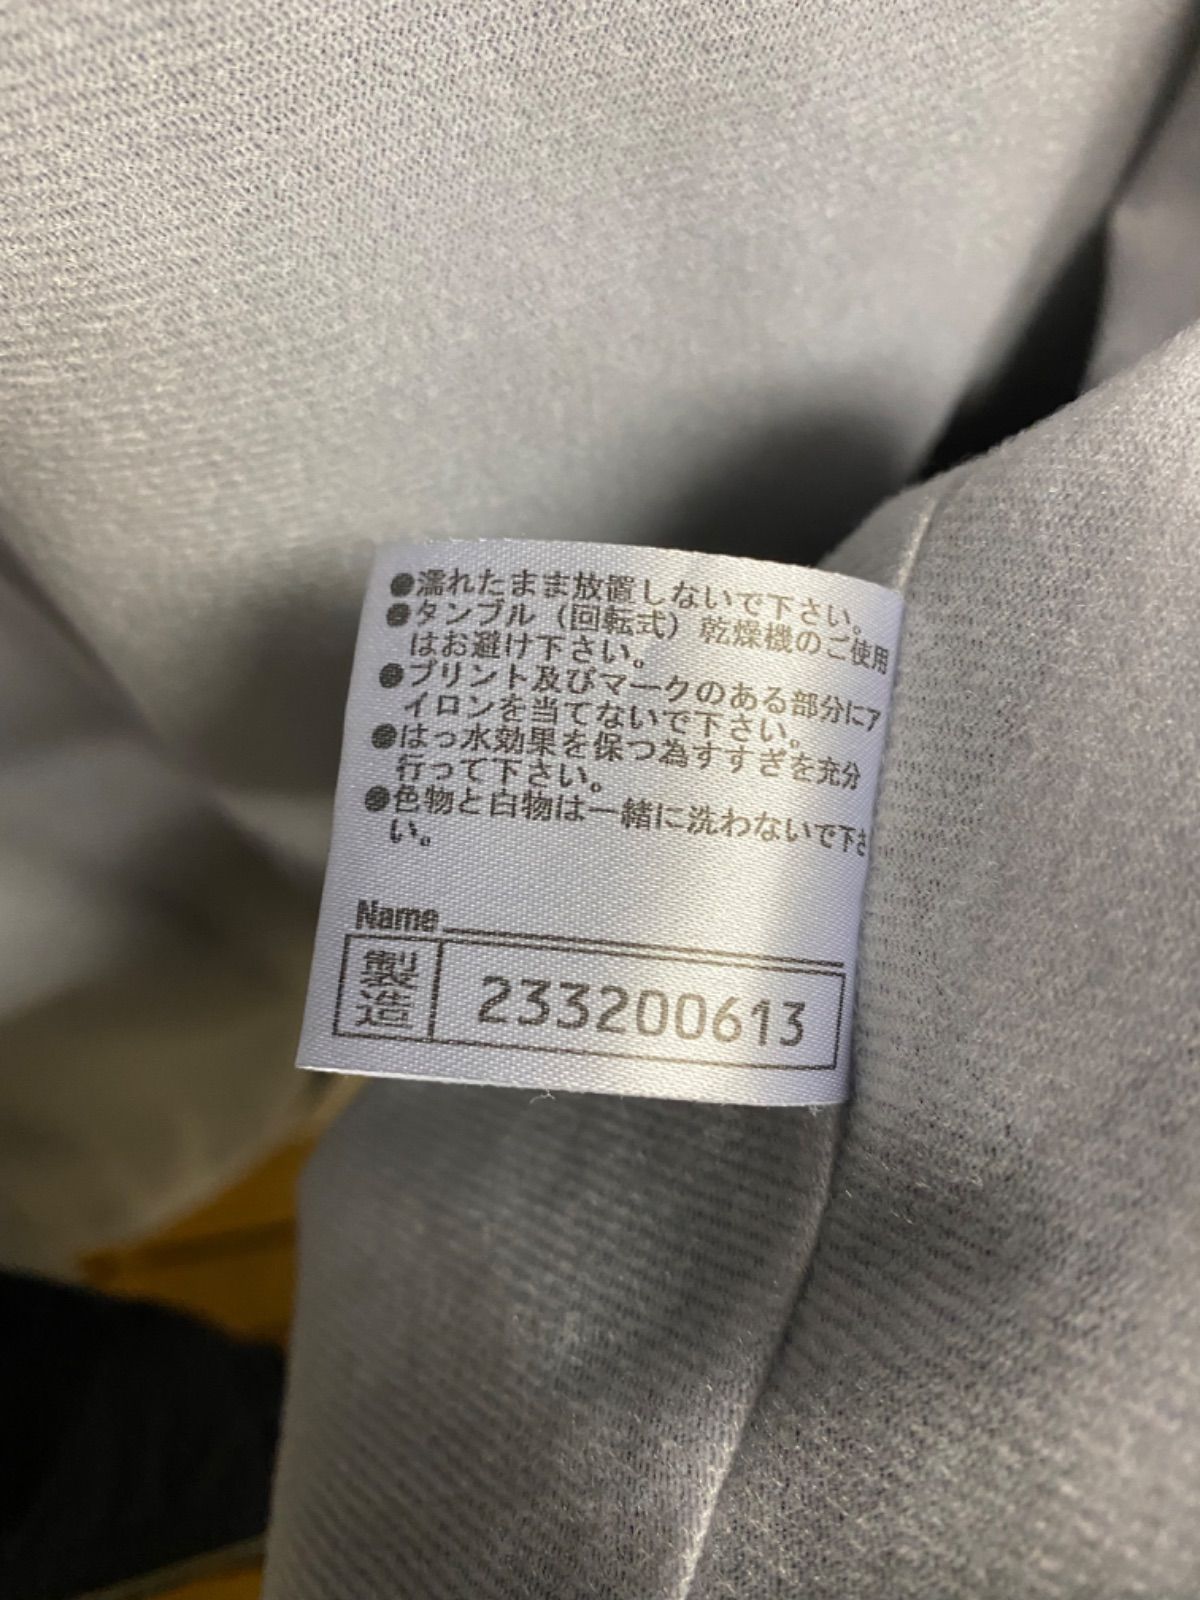 ●濡れたまま放置しないで下さい。
●タンブル（回転式）乾燥機のご使用
はお避け下さい。
●プリント及びマークのある部分にア
イロンを当てないで下さい。
●はっ水効果を保つ為すすぎを充分
行って下さい。
●色物と白物は一緒に洗わないで下さ
い。
Name
製造 233200613